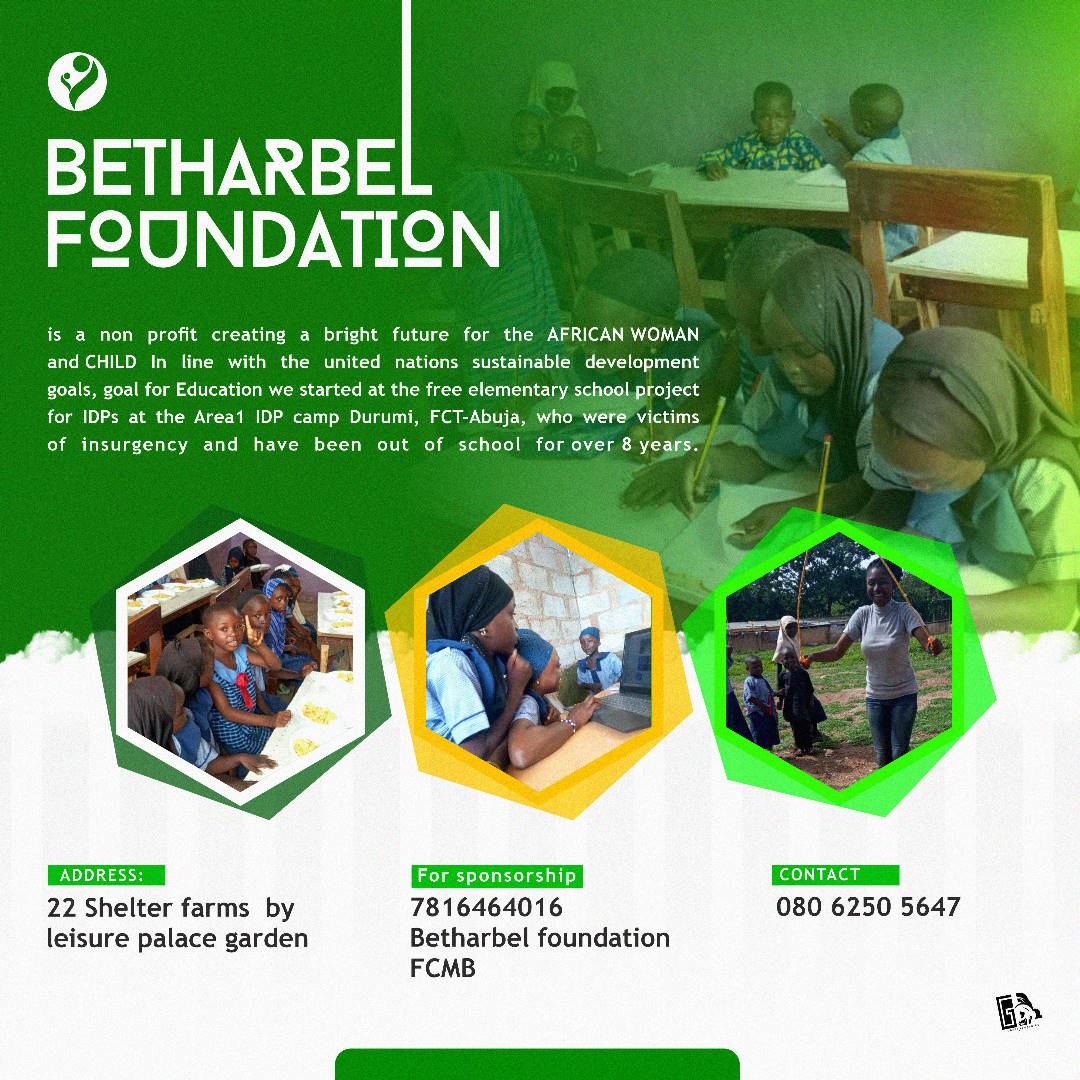 BETHARBEL
FOUNDATION
is a non profit creating a bright future for the AFRICAN WOMAN
and CHILD In line with the united nations sustainable development
goals, goal for Education we started at the free elementary school project
for IDPs at the Area1 IDP camp Durumi, FCT-Abuja, who were victims
of insurgency and have been out of school for over 8 years.
ADDRESS:
22 Shelter farms by
leisure palace garden
For sponsorship
7816464016
Betharbel foundation
FCMB
CONTACT
080 6250 5647